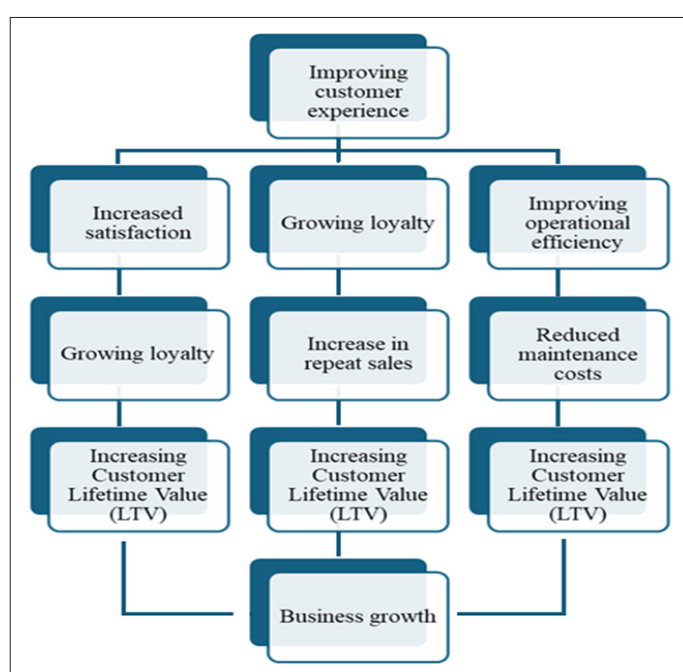 Improving
customer
experience
Increased
satisfaction
Growing loyalty
Improving
operational
efficiency
Growing loyalty
Increase in
repeat sales
Reduced
maintenance
costs
Increasing
Customer
Lifetime Value
(LTV)
Increasing
Customer
Lifetime Value
(LTV)
Increasing
Customer
Lifetime Value
(LTV)
Business growth